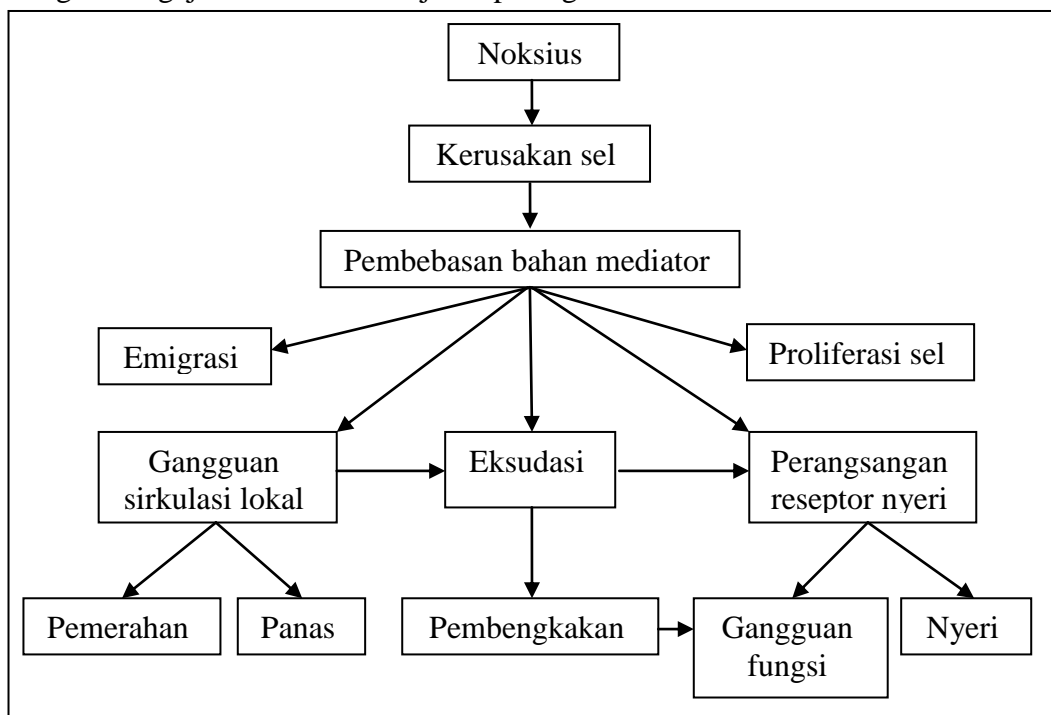 Noksius
Kerusakan sel
Pembebasan bahan mediator
Emigrasi
Proliferasi sel
Gangguan
sirkulasi lokal
Eksudasi
Perangsangan
reseptor nyeri
Pemerahan
Panas
Pembengkakan
Gangguan
fungsi
Nyeri